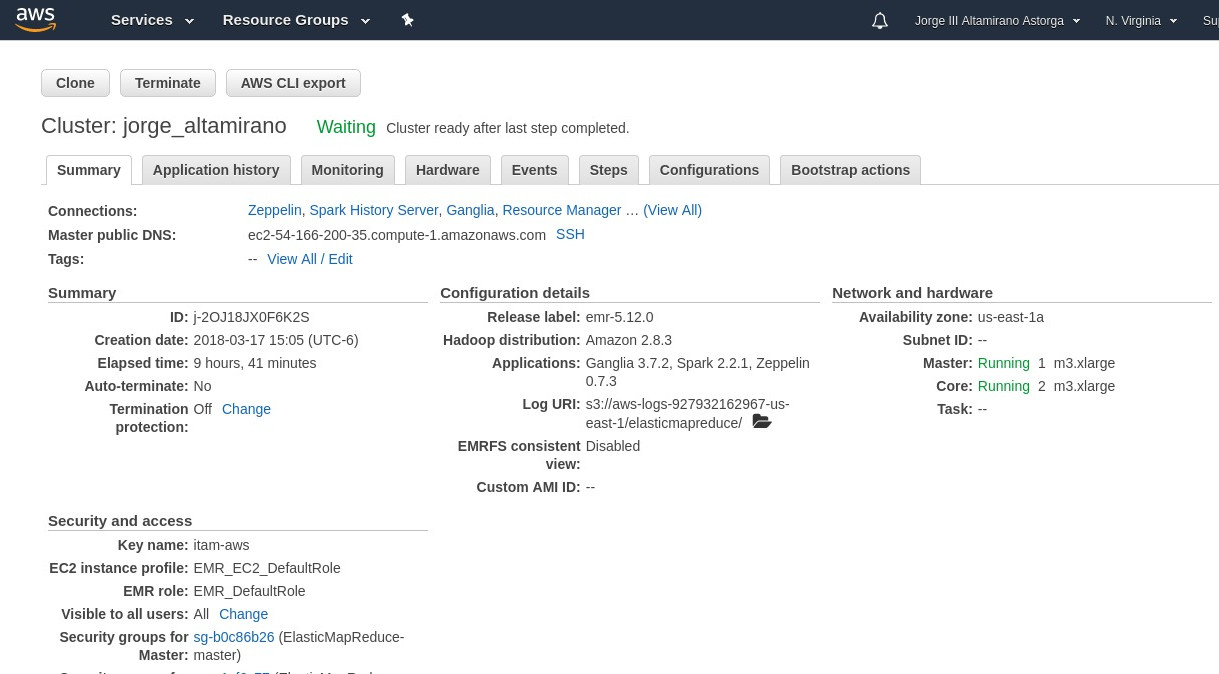 aws Services Resource Groups Jorge III Altamirano Astorga N. Virginia
Clone Terminate AWS CLI export
Cluster: jorge_altamirano Waiting Cluster ready after last step completed.
Summary Application history Monitoring Hardware Events Steps Configurations Bootstrap actions
Connections: Zeppelin, Spark History Server, Ganglia, Resource Manager … (View All)
Master public DNS: ec2-54-166-200-35.compute-1.amazonaws.com SSH
Tags: -- View All / Edit
Summary
ID: j-2OJ18JX0F6K2S
Creation date: 2018-03-17 15:05 (UTC-6)
Elapsed time: 9 hours, 41 minutes
Auto-terminate: No
Termination Off Change
protection:
Configuration details
Release label: emr-5.12.0
Hadoop distribution: Amazon 2.8.3
Applications: Ganglia 3.7.2, Spark 2.2.1, Zeppelin
0.7.3
Log URI: s3://aws-logs-927932162967-us-
east-1/elasticmapreduce/
EMRFS consistent Disabled
view:
Custom AMI ID: --
Network and hardware
Availability zone: us-east-1a
Subnet ID: --
Master: Running 1 m3.xlarge
Core: Running 2 m3.xlarge
Task: --
Security and access
Key name: itam-aws
EC2 instance profile: EMR_EC2_DefaultRole
EMR role: EMR_DefaultRole
Visible to all users: All Change
Security groups for sg-b0c86b26 (ElasticMapReduce-
Master: master)